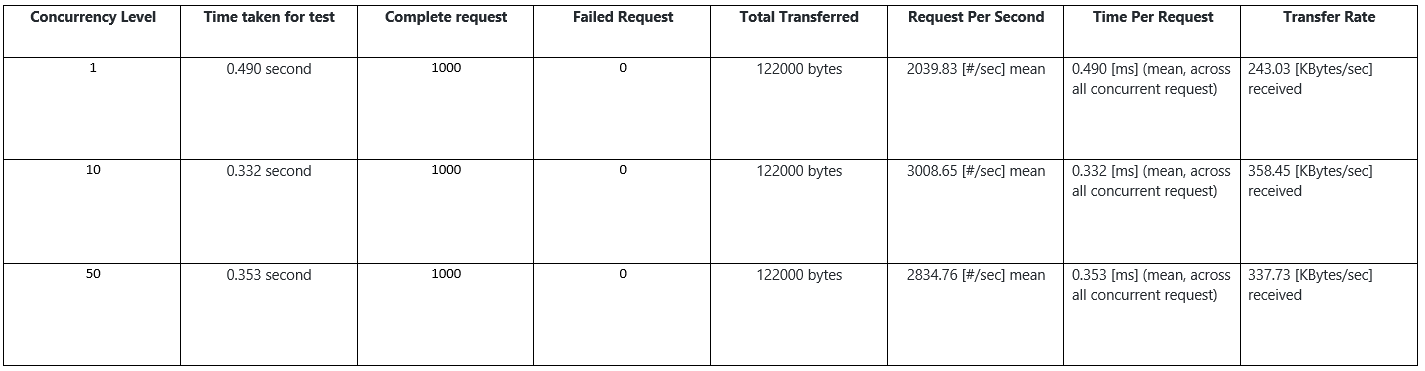 Concurrency Level Time taken for test Complete request Failed Request Total Transferred Request Per Second Time Per Request Transfer Rate
1 0.490 second 1000 0 122000 bytes 2039.83 [#/sec] mean 0.490 [ms] (mean, across 243.03 [KBytes/sec]
all concurrent request) received
10 0.332 second 1000 0 122000 bytes 3008.65 [#/sec] mean 0.332 [ms] (mean, across 358.45 [KBytes/sec]
all concurrent request) received
50 0.353 second 1000 0 122000 bytes 2834.76 [#/sec] mean 0.353 [ms] (mean, across 337.73 [KBytes/sec]
all concurrent request) received